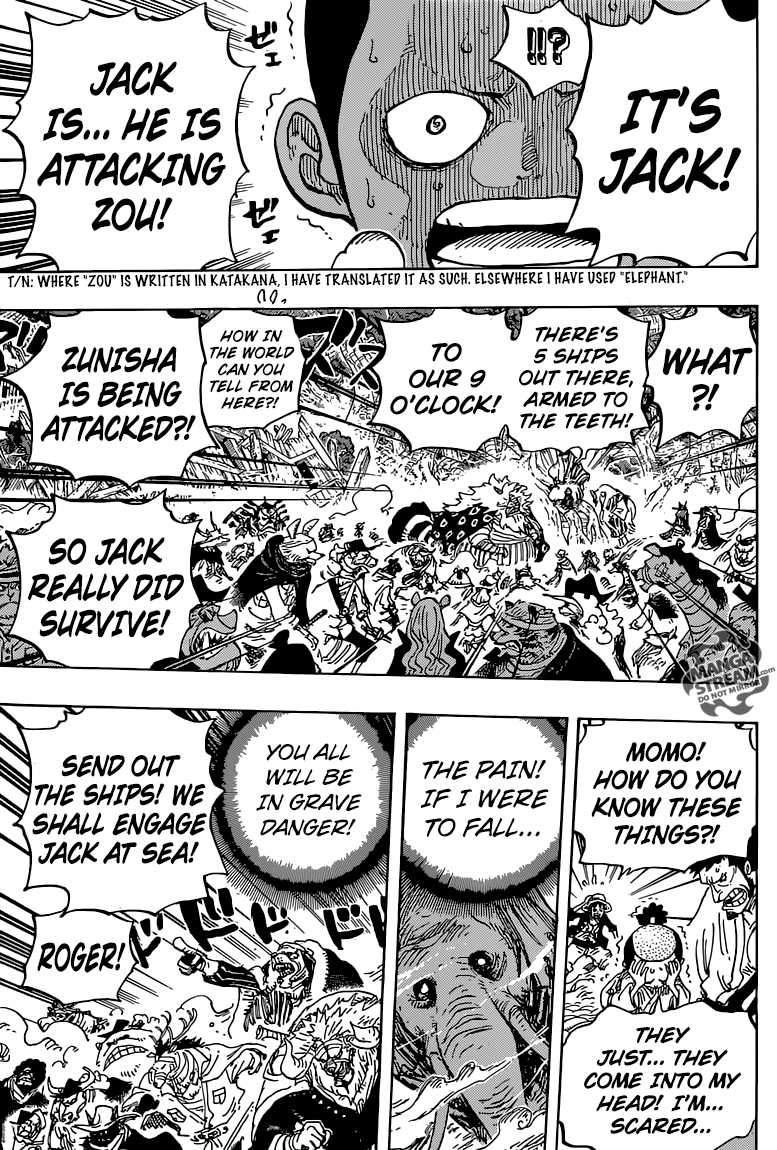 IT'S
JACK!
!!?
JACK
IS... HE IS
ATTACKING
ZOU!
ゼェ
ゼェ
T/N: WHERE "ZOU" IS WRITTEN IN KATAKANA, I HAVE TRANSLATED IT AS SUCH. ELSEWHERE I HAVE USED "ELEPHANT."
WHAT
?!
THERE'S
5 SHIPS
OUT THERE,
ARMED TO
THE TEETH!
TO
OUR 9
O'CLOCK!
HOW IN
THE WORLD
CAN YOU
TELL FROM
HERE?!
ZUNISHA
IS BEING
ATTACKED?!
SO JACK
REALLY DID
SURVIVE!
MANGA
STREAM.com
DO NOT MIRROR
MOMO!
HOW DO YOU
KNOW THESE
THINGS?!
THEY
JUST... THEY
COME INTO MY
HEAD! I'M...
SCARED...
THE PAIN!
IF I WERE
TO FALL...
YOU ALL
WILL BE
IN GRAVE
DANGER!
SEND OUT
THE SHIPS! WE
SHALL ENGAGE
JACK AT SEA!
ドドドド
ROGER!